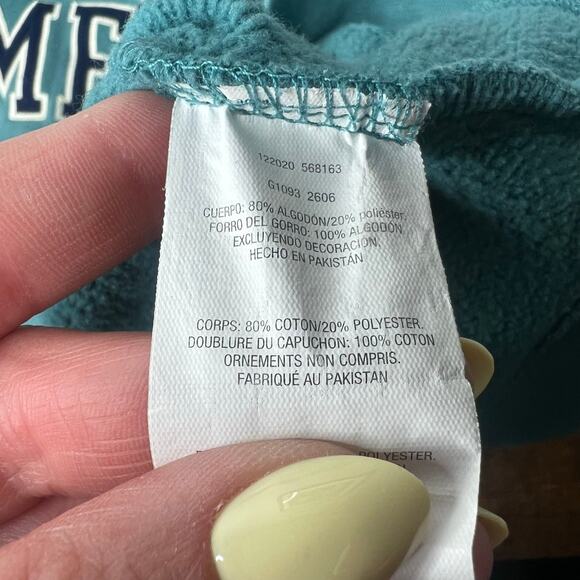 ME
122020 568163
G1093 2606
CUERPO: 80% ALGODÓN/20% poliéster.
FORRO DEL GORRO: 100% ALGODÓN
EXCLUYENDO DECORACIÓN.
HECHO EN PAKISTÁN
CORPS: 80% COTON/20% POLYESTER.
DOUBLURE DU CAPUCHON: 100% COTON
ORNEMENTS NON COMPRIS.
FABRIQUÉ AU PAKISTAN
POLYESTER.